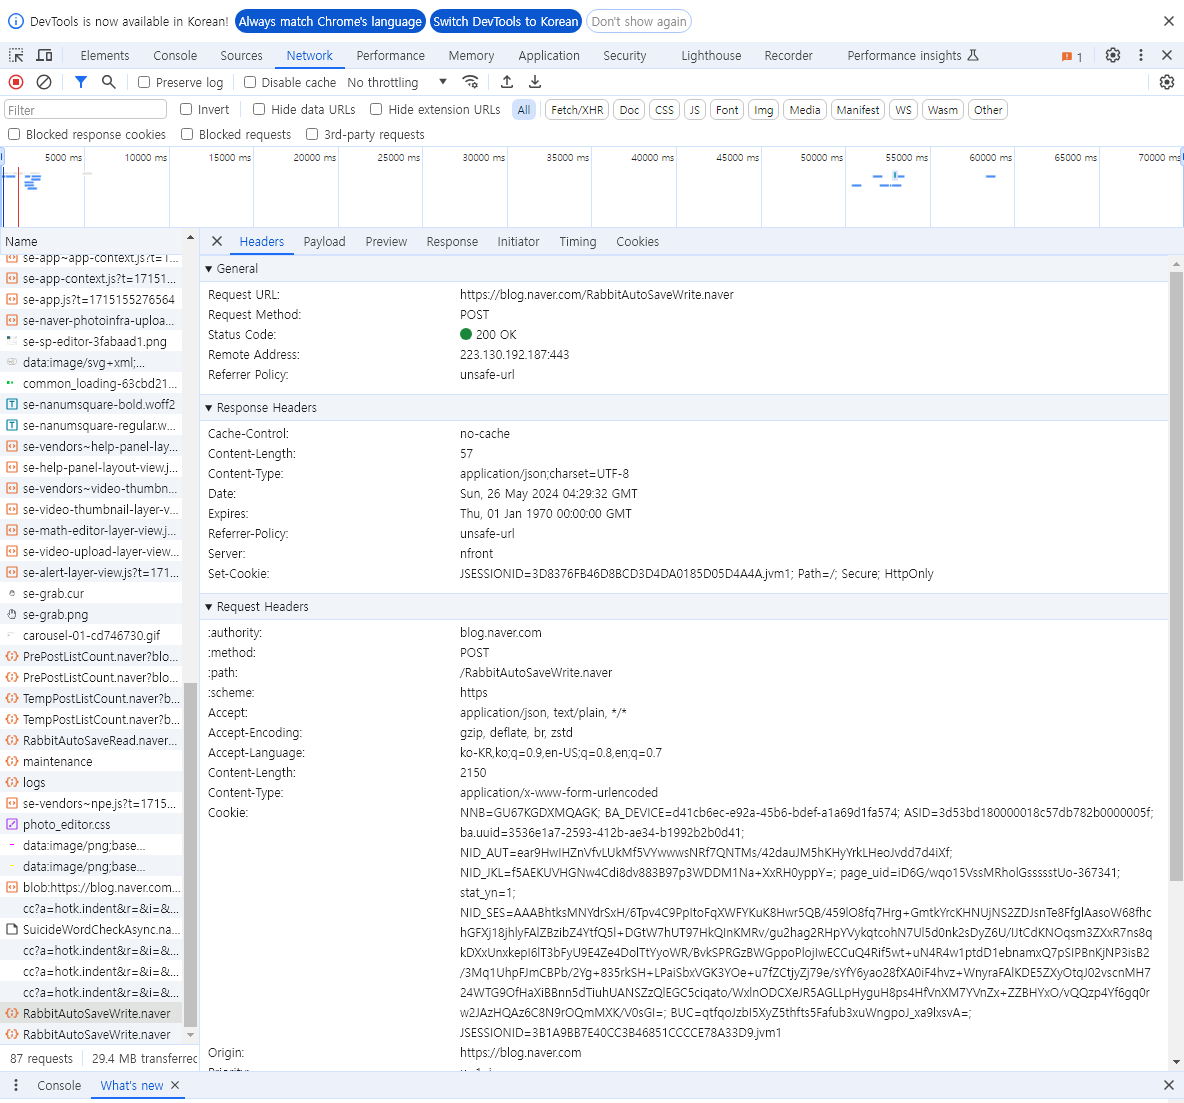 DevTools is now available in Korean! Always match Chrome's language Switch DevTools to Korean Don't show again
Elements Console Sources Network Performance Memory Application Security Lighthouse Recorder Performance insights 1
Preserve log Disable cache No throttling
Filter Invert Hide data URLs Hide extension URLs All Fetch/XHR Doc CSS JS Font Img Media Manifest WS Wasm Other
Blocked response cookies Blocked requests 3rd-party requests
5000 ms 10000 ms 15000 ms 20000 ms 25000 ms 30000 ms 35000 ms 40000 ms 45000 ms 50000 ms 55000 ms 60000 ms 65000 ms 70000 ms
Name
se-app~app-context.js?t=1...
se-app-context.js?t=17151...
se-app.js?t=1715155276564
se-naver-photoinfra-uploa...
se-sp-editor-3fabaad1.png
data:image/svg+xml;...
common_loading-63cbd21...
se-nanumsquare-bold.woff2
se-nanumsquare-regular.w...
se-vendors~help-panel-lay...
se-help-panel-layout-view.j...
se-vendors~video-thumbn...
se-video-thumbnail-layer-v...
se-math-editor-layer-view.j...
se-video-upload-layer-view...
se-alert-layer-view.js?t=171...
se-grab.cur
se-grab.png
carousel-01-cd746730.gif
PrePostListCount.naver?blo...
PrePostListCount.naver?blo...
TempPostListCount.naver?b...
TempPostListCount.naver?b...
RabbitAutoSaveRead.naver...
maintenance
logs
se-vendors~npe.js?t=1715...
photo_editor.css
data:image/png;base...
data:image/png;base...
blob:https://blog.naver.com...
cc?a=hotk.indent&r=&i=&...
SuicideWordCheckAsync.na...
cc?a=hotk.indent&r=&i=&...
cc?a=hotk.indent&r=&i=&...
cc?a=hotk.indent&r=&i=&...
RabbitAutoSaveWrite.naver
RabbitAutoSaveWrite.naver
87 requests 29.4 MB transferred
Headers Payload Preview Response Initiator Timing Cookies
General
Request URL: https://blog.naver.com/RabbitAutoSaveWrite.naver
Request Method: POST
Status Code: 200 OK
Remote Address: 223.130.192.187:443
Referrer Policy: unsafe-url
Response Headers
Cache-Control: no-cache
Content-Length: 57
Content-Type: application/json;charset=UTF-8
Date: Sun, 26 May 2024 04:29:32 GMT
Expires: Thu, 01 Jan 1970 00:00:00 GMT
Referrer-Policy: unsafe-url
Server: nfront
Set-Cookie: JSESSIONID=3D8376FB46D8BCD3D4DA0185D05D4A4A.jvm1; Path=/; Secure; HttpOnly
Request Headers
:authority: blog.naver.com
:method: POST
:path: /RabbitAutoSaveWrite.naver
:scheme: https
Accept: application/json, text/plain, */*
Accept-Encoding: gzip, deflate, br, zstd
Accept-Language: ko-KR,ko;q=0.9,en-US;q=0.8,en;q=0.7
Content-Length: 2150
Content-Type: application/x-www-form-urlencoded
Cookie: NNB=GU67KGDXMQAGK; BA_DEVICE=d41cb6ec-e92a-45b6-bdef-a1a69d1fa574; ASID=3d53bd180000018c57db782b0000005f;
ba.uuid=3536e1a7-2593-412b-ae34-b1992b2b0d41;
NID_AUT=ear9HwIHZnVfvLUkMf5VYwwwsNRf7QNTMs/42dauJM5hKHyYrkLHeoJvdd7d4iXf;
NID_JKL=f5AEKUVHGNw4Cdi8dv883B97p3WDDM1Na+XxRH0yppY=; page_uid=iD6G/wqo15VssMRholGssssstUo-367341;
stat_yn=1;
NID_SES=AAABhtksMNYdrSxH/6Tpv4C9PpItoFqXWFYKuK8Hwr5QB/459lO8fq7Hrg+GmtkYrcKHNUjNS2ZDJsnTe8FfglAasoW68fhc
hGFXj18jhlyFAlZBzibZ4YtfQ5l+DGtW7hUT97HkQInKMRv/gu2hag2RHpYVykqtcohN7Ul5d0nk2sDyZ6U/IJtCdKNOqsm3ZXxR7ns8q
kDXxUnxkepI6lT3bFyU9E4Ze4DolTtYyoWR/BvkSPRGzBWGppoPlojIwECCuQ4Rif5wt+uN4R4w1ptdD1ebnamxQ7pSIPBnKjNP3isB2
/3Mq1UhpFJmCBPb/2Yg+835rkSH+LPaiSbxVGK3YOe+u7fZCtjyZj79e/sYfY6yao28fXA0iF4hvz+WnyraFAlKDE5ZXyOtqJ02vscnMH7
24WTG9OfHaXiBBnn5dTiuhUANSZzQlEGC5ciqato/WxlnODCXeJR5AGLLpHyguH8ps4HfVnXM7YVnZx+ZZBHYxO/vQQzp4Yf6gq0r
w2JAzHQAz6C8N9rOQmMXK/V0sGI=; BUC=qtfqoJzbI5XyZ5thfts5Fafub3xuWngpoJ_xa9lxsvA=;
JSESSIONID=3B1A9BB7E40CC3B46851CCCCE78A33D9.jvm1
Origin: https://blog.naver.com
Console What's new